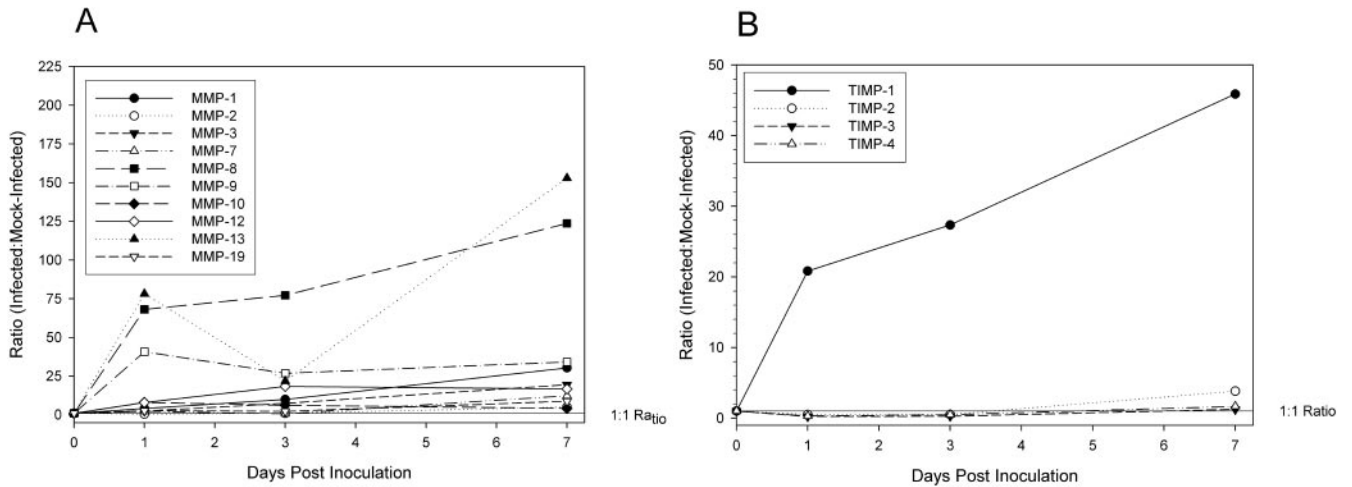 A
Ratio (Infected:Mock-Infected)
225
200
175
150
125
100
75
50
25
0
MMP-1
MMP-2
MMP-3
MMP-7
MMP-8
MMP-9
MMP-10
MMP-12
MMP-13
MMP-19
1:1 Ratio
0 1 2 3 4 5 6 7
Days Post Inoculation
B
Ratio (Infected:Mock-Infected)
50
40
30
20
10
0
TIMP-1
TIMP-2
TIMP-3
TIMP-4
1:1 Ratio
0 1 2 3 4 5 6 7
Days Post Inoculation